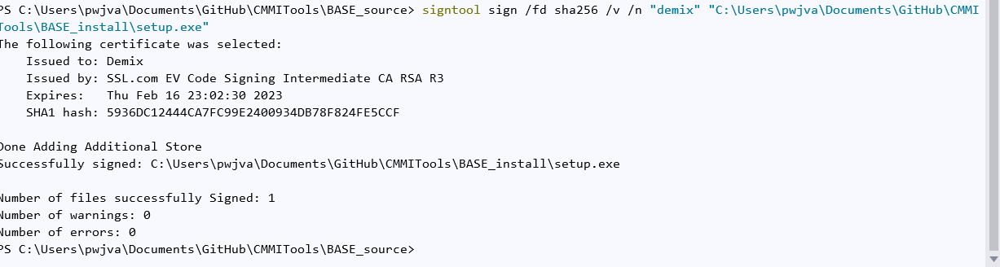 PS C:\Users\pwjva\Documents\GitHub\CMMITools\BASE_source> signtool sign /fd sha256 /v /n "demix" "C:\Users\pwjva\Documents\GitHub\CMMI
Tools\BASE_install\setup.exe"
The following certificate was selected:
    Issued to: Demix
    Issued by: SSL.com EV Code Signing Intermediate CA RSA R3
    Expires:   Thu Feb 16 23:02:30 2023
    SHA1 hash: 5936DC12444CA7FC99E2400934DB78F824FE5CCF
Done Adding Additional Store
Successfully signed: C:\Users\pwjva\Documents\GitHub\CMMITools\BASE_install\setup.exe
Number of files successfully Signed: 1
Number of warnings: 0
Number of errors: 0
PS C:\Users\pwjva\Documents\GitHub\CMMITools\BASE_source>